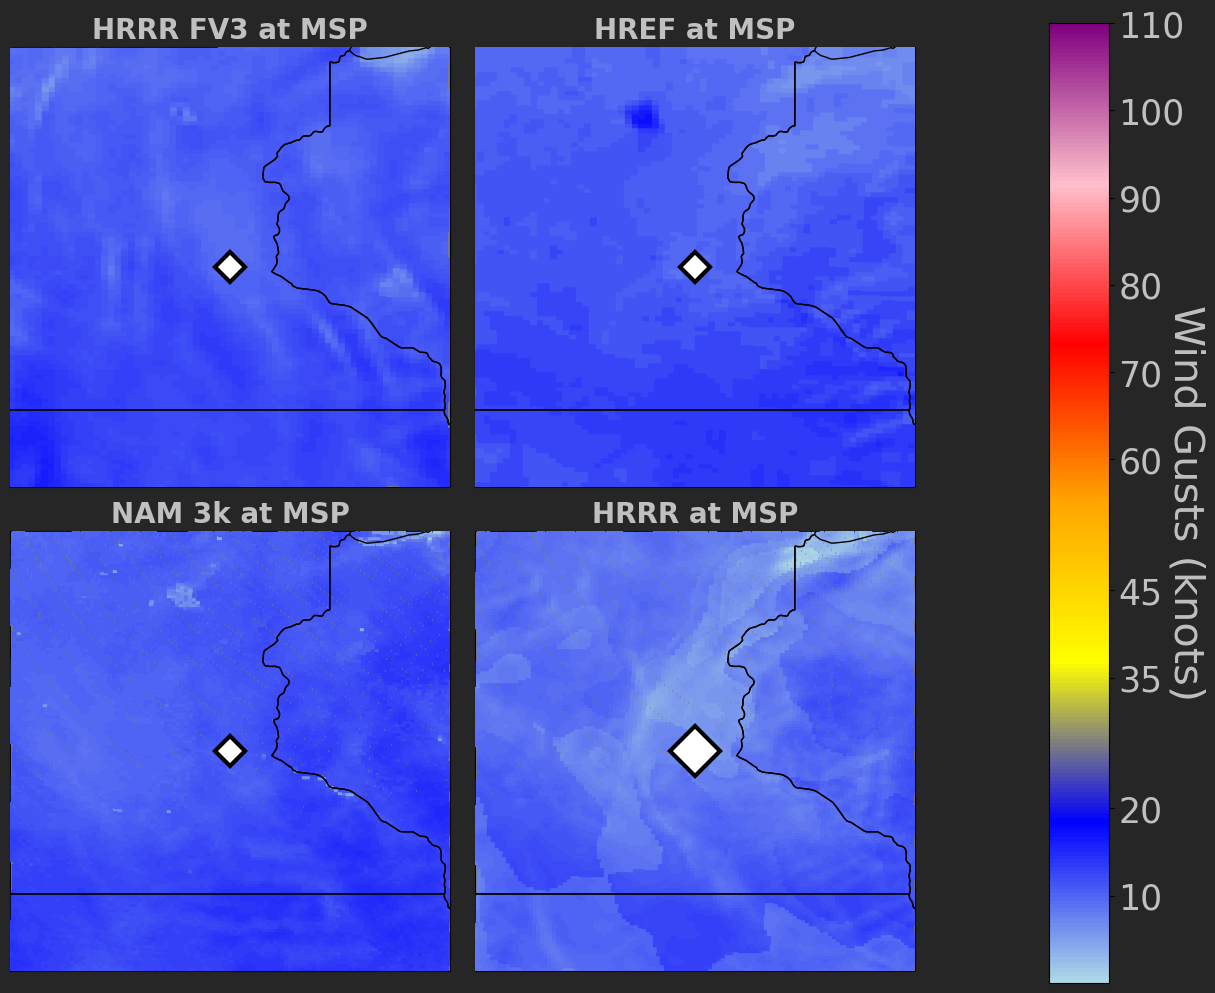 HRRR FV3 at MSP
HREF at MSP
NAM 3k at MSP
HRRR at MSP
110
100
90
80
70
60
45
35
20
10
Wind Gusts (knots)